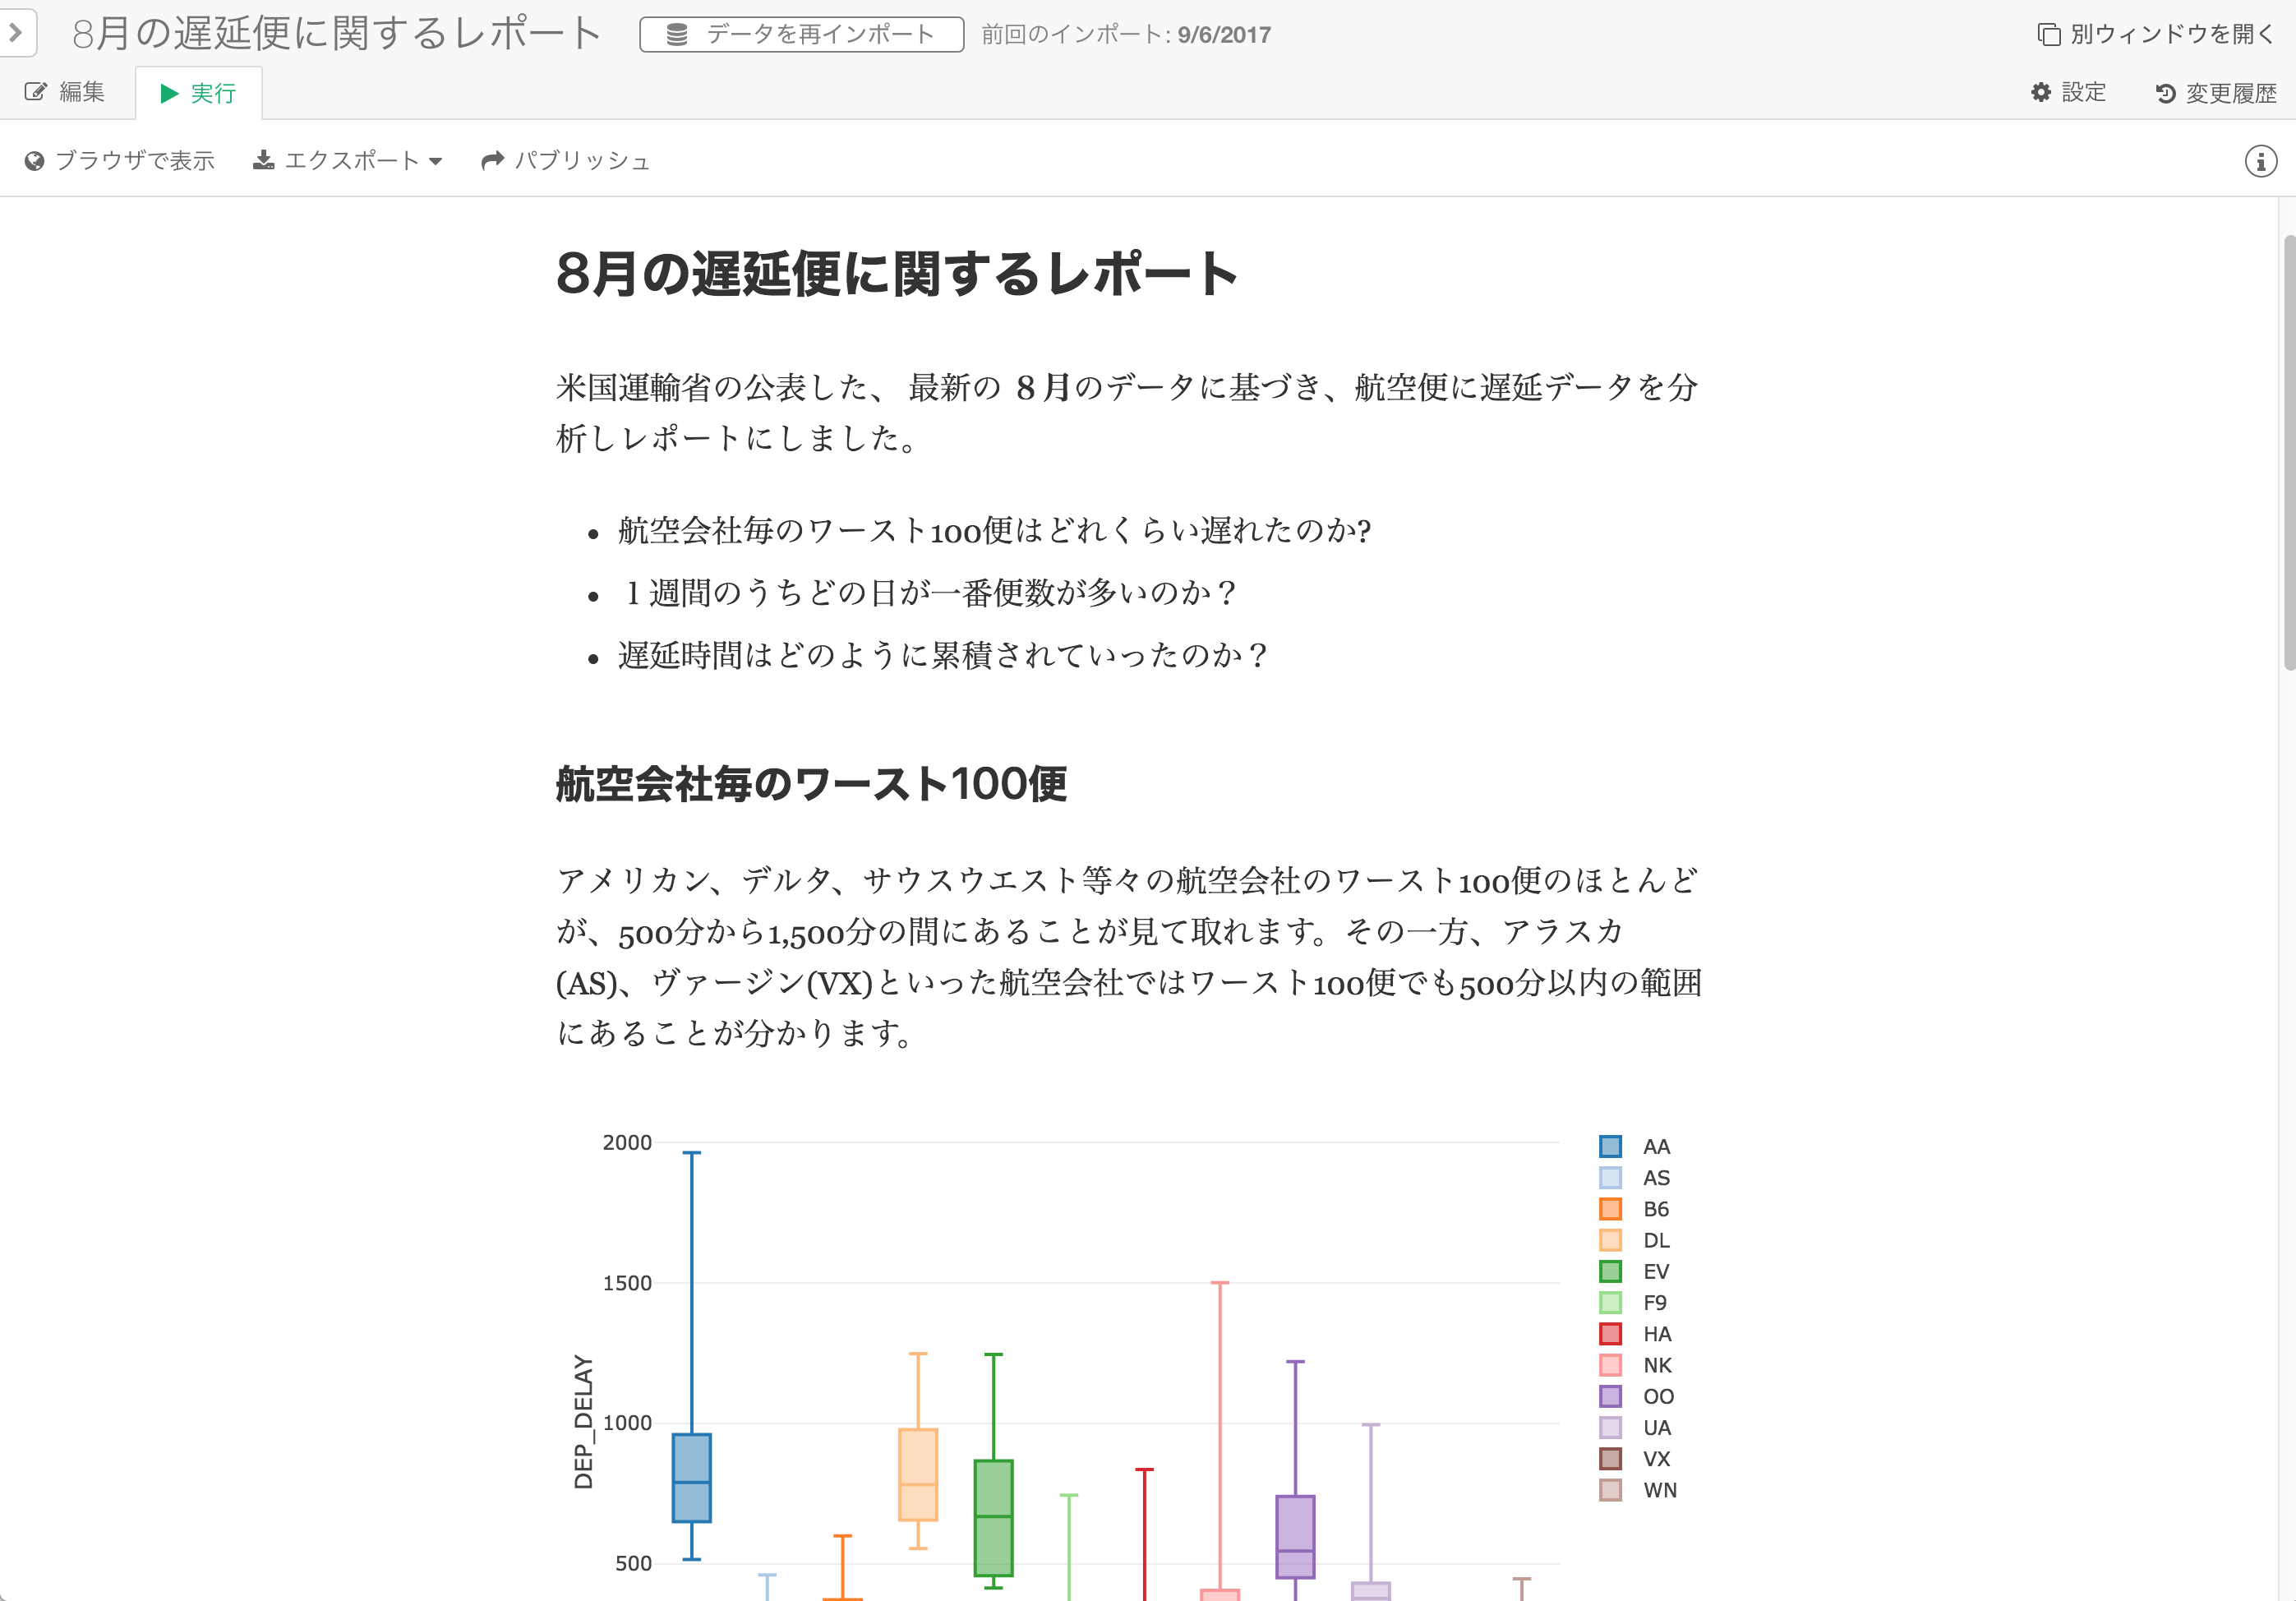 8月の遅延便に関するレポート データを再インポート 前回のインポート: 9/6/2017 別ウィンドウを開く
編集 実行 設定 変更履歴
ブラウザで表示 エクスポート パブリッシュ
8月の遅延便に関するレポート
米国運輸省の公表した、 最新の ８月のデータに基づき、航空便に遅延データを分
析しレポートにしました。
航空会社毎のワースト100便はどれくらい遅れたのか?
１週間のうちどの日が一番便数が多いのか？
遅延時間はどのように累積されていったのか？
航空会社毎のワースト100便
アメリカン、デルタ、サウスウエスト等々の航空会社のワースト100便のほとんど
が、500分から1,500分の間にあることが見て取れます。その一方、アラスカ
(AS)、ヴァージン(VX)といった航空会社ではワースト100便でも500分以内の範囲
にあることが分かります。
2000
1500
1000
500
DEP_DELAY
AA
AS
B6
DL
EV
F9
HA
NK
OO
UA
VX
WN